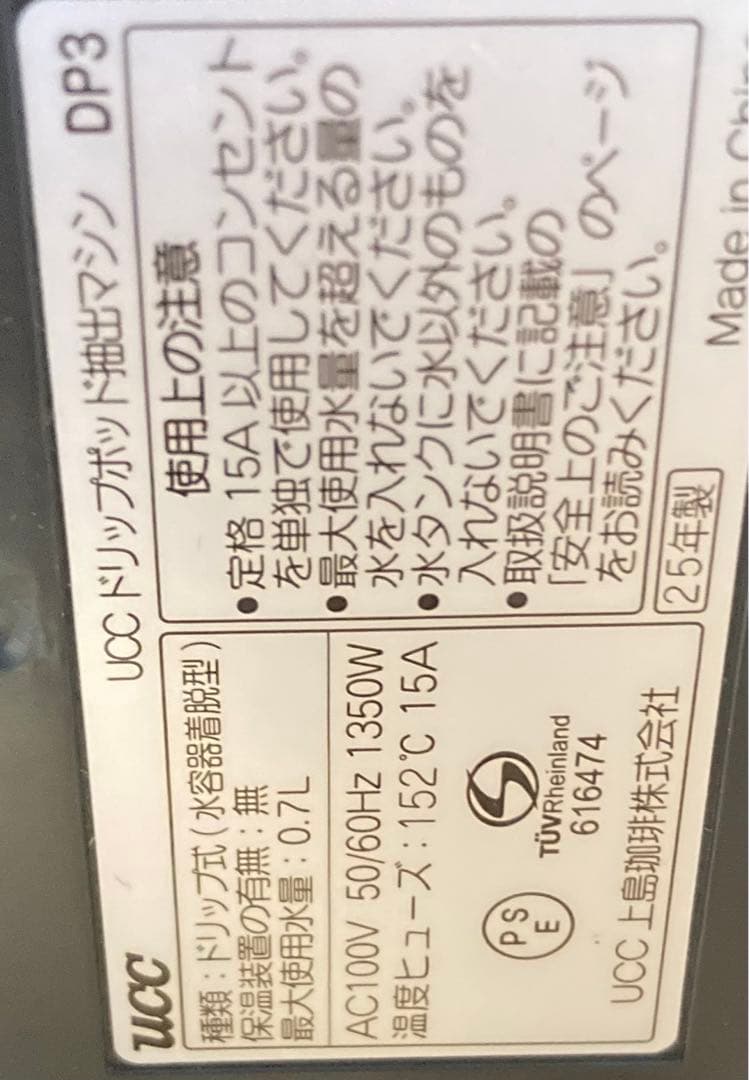 UCC
UCC ドリップポッド抽出マシン DP3
種類：ドリップ式（水容器着脱型）
保温装置の有無：無
最大使用水量：0.7L
AC100V 50/60Hz 1350W
温度ヒューズ：152℃ 15A
PSE
TÜVRheinland
616474
UCC 上島珈琲株式会社
使用上の注意
●定格 15A 以上のコンセント
を単独で使用してください。
●最大使用水量を超える量の
水を入れないでください。
●水タンクに水以外のものを
入れないでください。
●取扱説明書に記載の
「安全上のご注意」のページ
をお読みください。
25年製
Made in China